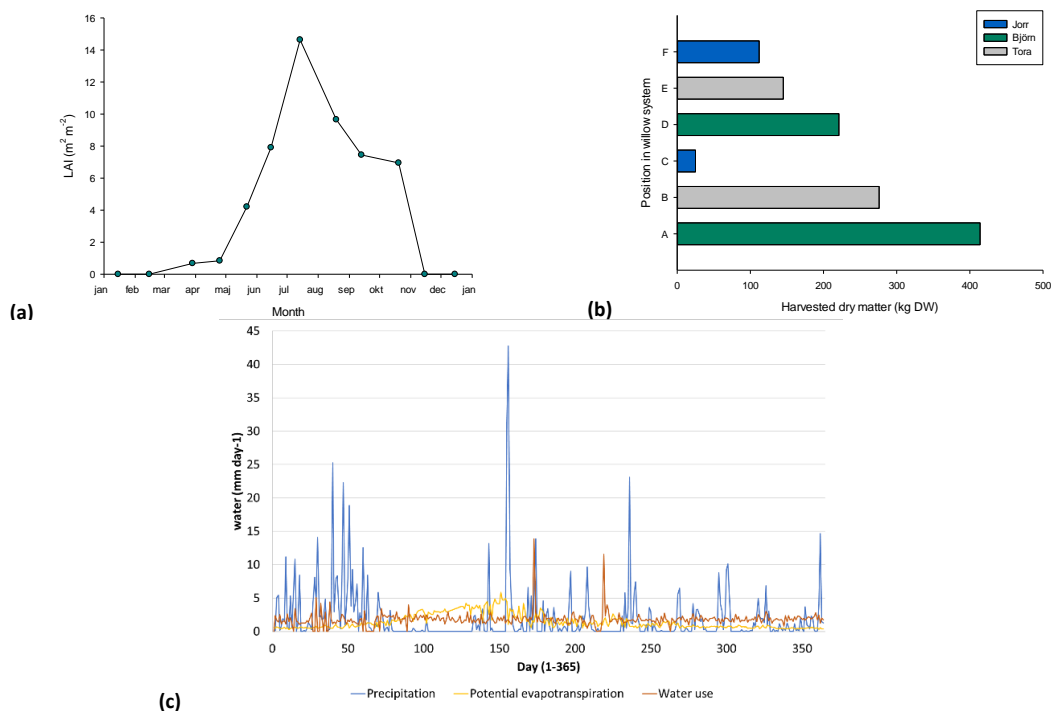 16
14
12
10
8
6
4
2
0
LAI (m² m⁻²)
jan feb mar apr maj jun jul aug sep okt nov dec jan
Month
(a)
Jorr
Björn
Tora
F
E
D
C
B
A
Position in willow system
0 100 200 300 400 500
Harvested dry matter (kg DW)
(b)
45
40
35
30
25
20
15
10
5
0
water (mm day-1)
0 50 100 150 200 250 300 350
Day (1-365)
Precipitation Potential evapotranspiration Water use
(c)